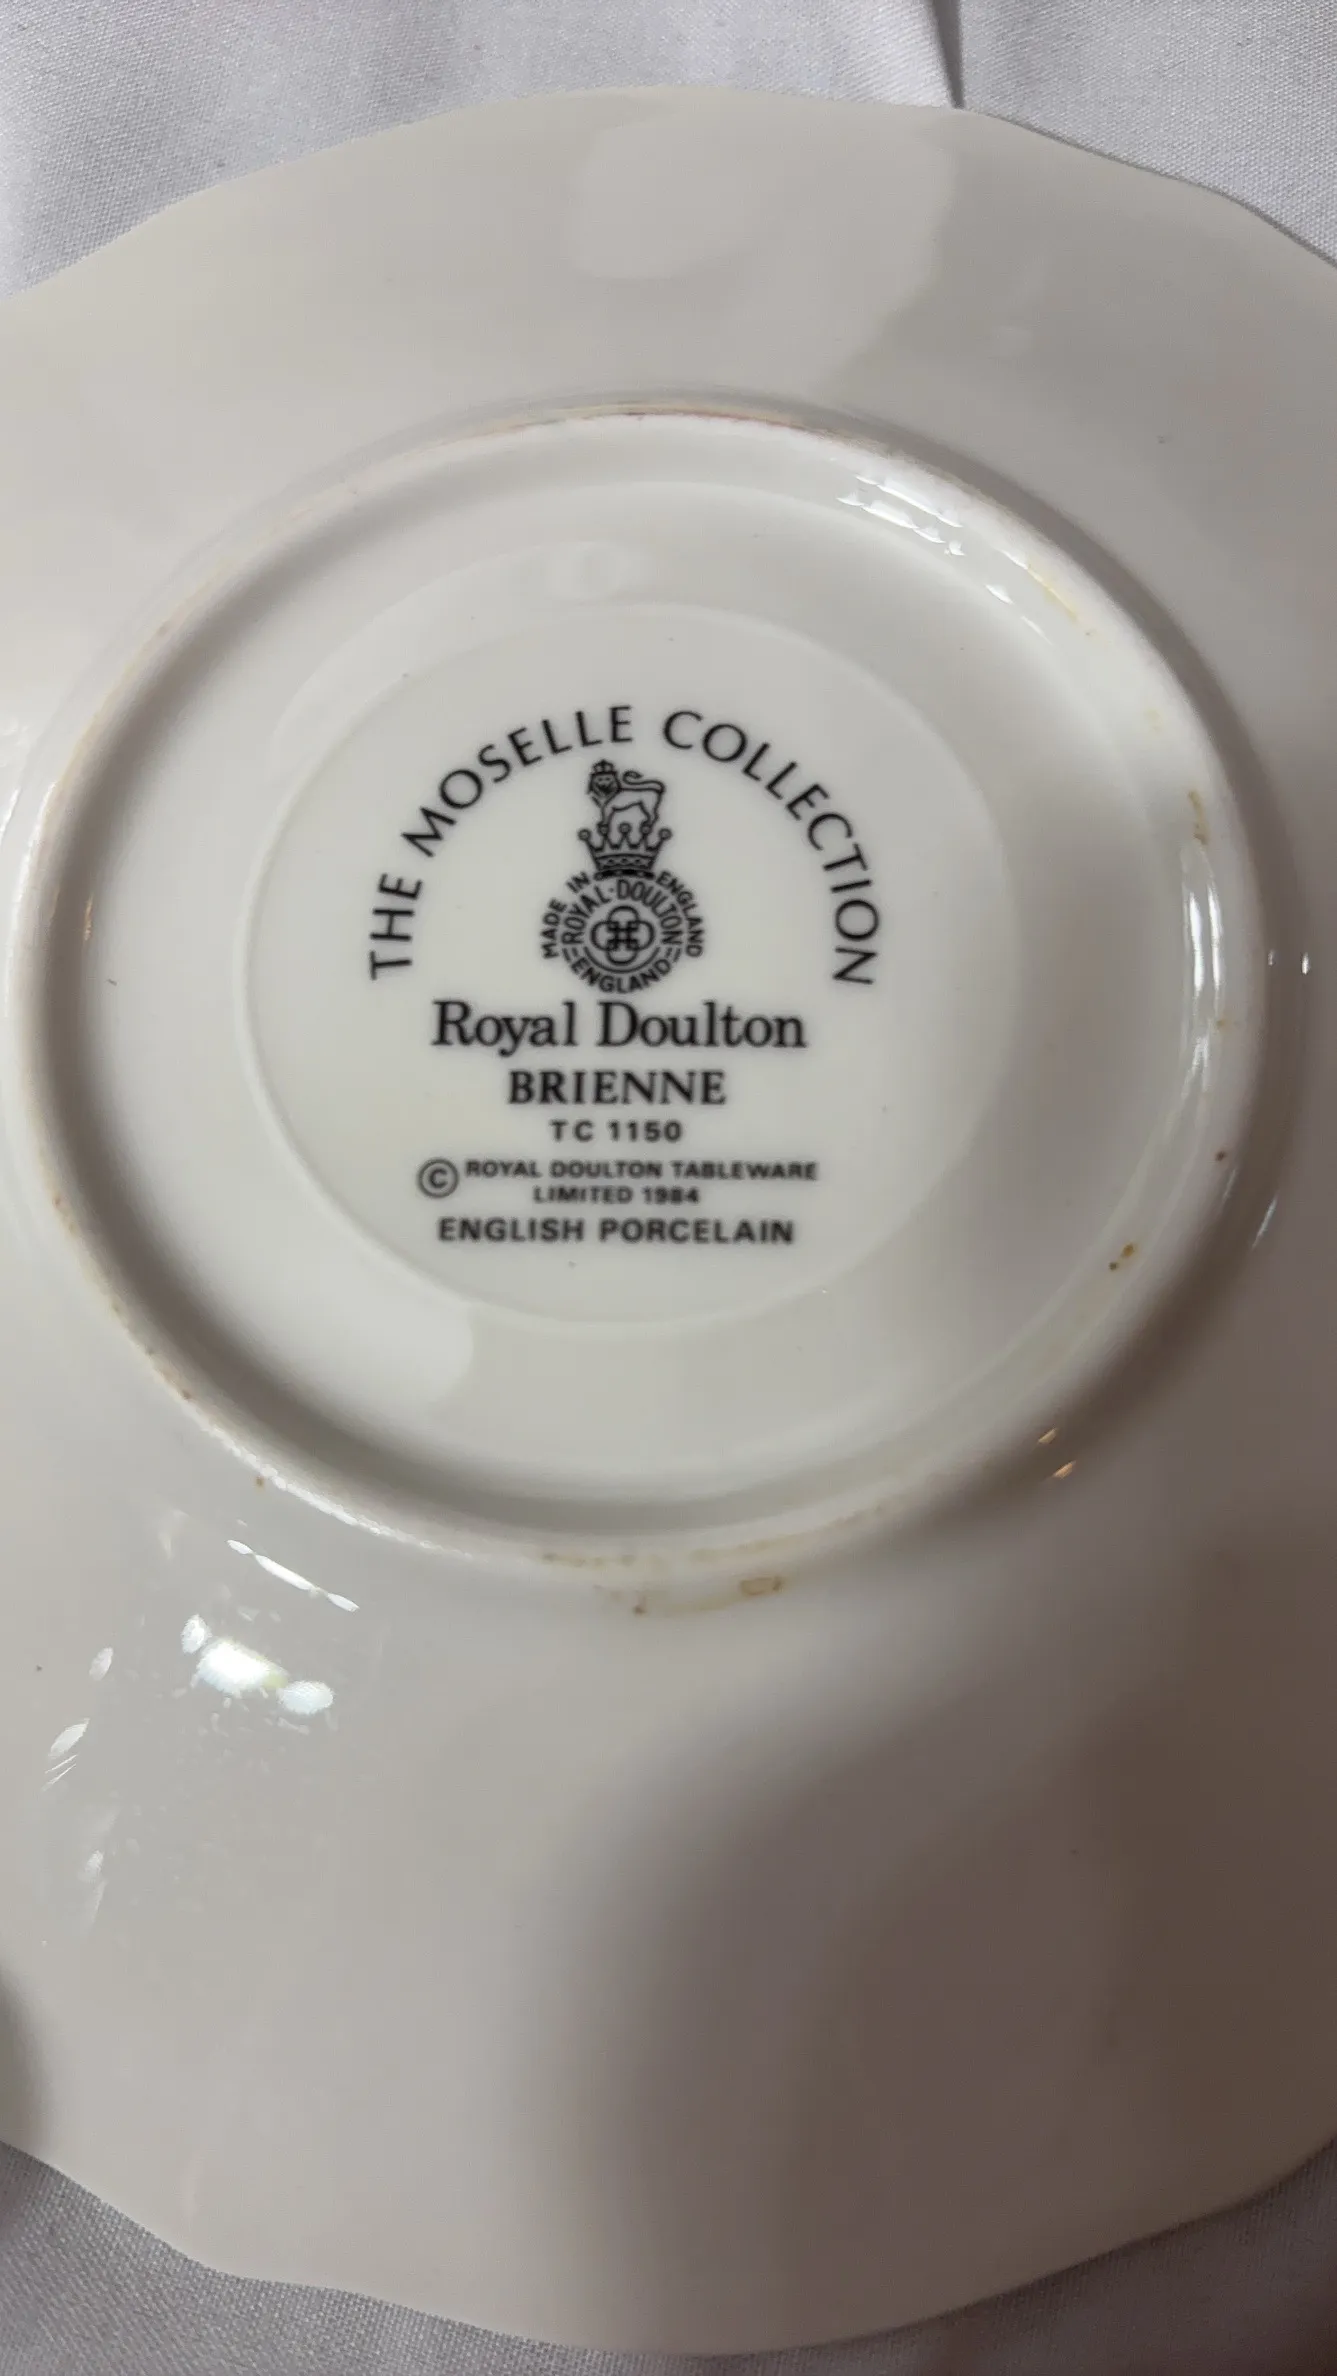 THE MOSELLE COLLECTION
MADE IN ENGLAND
ROYAL·DOULTON
ENGLAND
Royal Doulton
BRIENNE
TC 1150
© ROYAL DOULTON TABLEWARE
LIMITED 1984
ENGLISH PORCELAIN